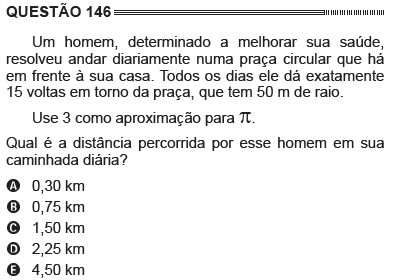 QUESTÃO 146
Um homem, determinado a melhorar sua saúde,
resolveu andar diariamente numa praça circular que há
em frente à sua casa. Todos os dias ele dá exatamente
15 voltas em torno da praça, que tem 50 m de raio.
Use 3 como aproximação para π.
Qual é a distância percorrida por esse homem em sua
caminhada diária?
A 0,30 km
B 0,75 km
C 1,50 km
D 2,25 km
E 4,50 km